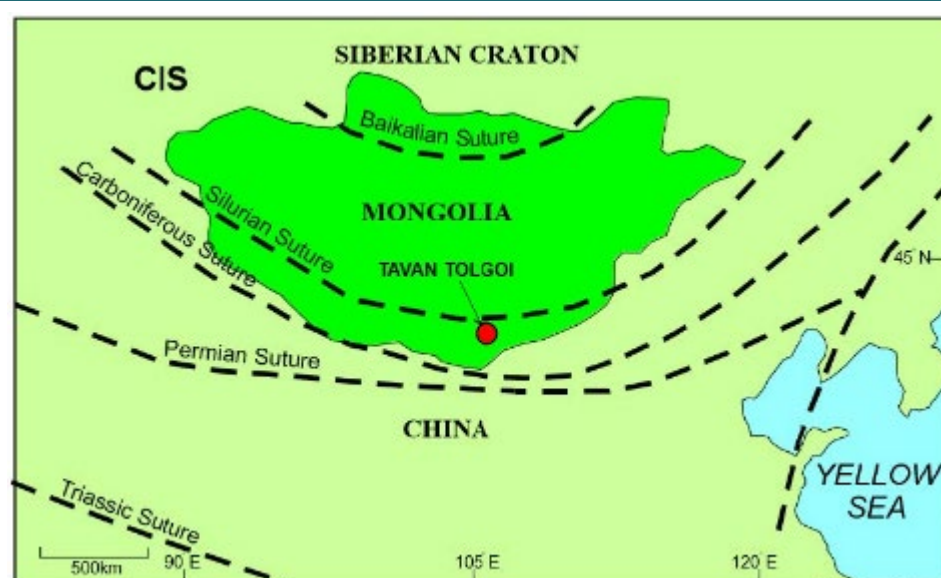 SIBERIAN CRATON
CIS
Baikalian Suture
Carboniferous Suture
Silurian Suture
MONGOLIA
TAVAN TOLGOI
45° N
Permian Suture
CHINA
YELLOW
SEA
Triassic Suture
500km
90° E
105° E
120° E